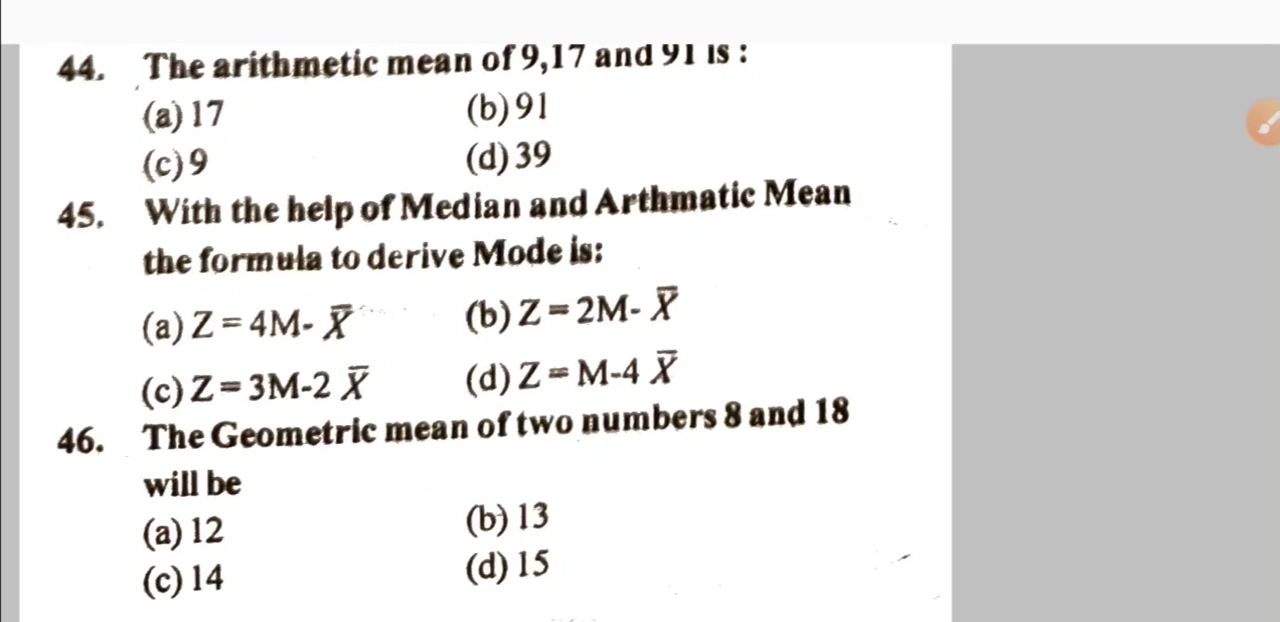 44. The arithmetic mean of 9,17 and 91 is :
(a) 17 (b) 91
(c) 9 (d) 39
45. With the help of Median and Arthmatic Mean
the formula to derive Mode is:
(a) Z = 4M- X̅ (b) Z = 2M- X̅
(c) Z = 3M-2 X̅ (d) Z = M-4 X̅
46. The Geometric mean of two numbers 8 and 18
will be
(a) 12 (b) 13
(c) 14 (d) 15